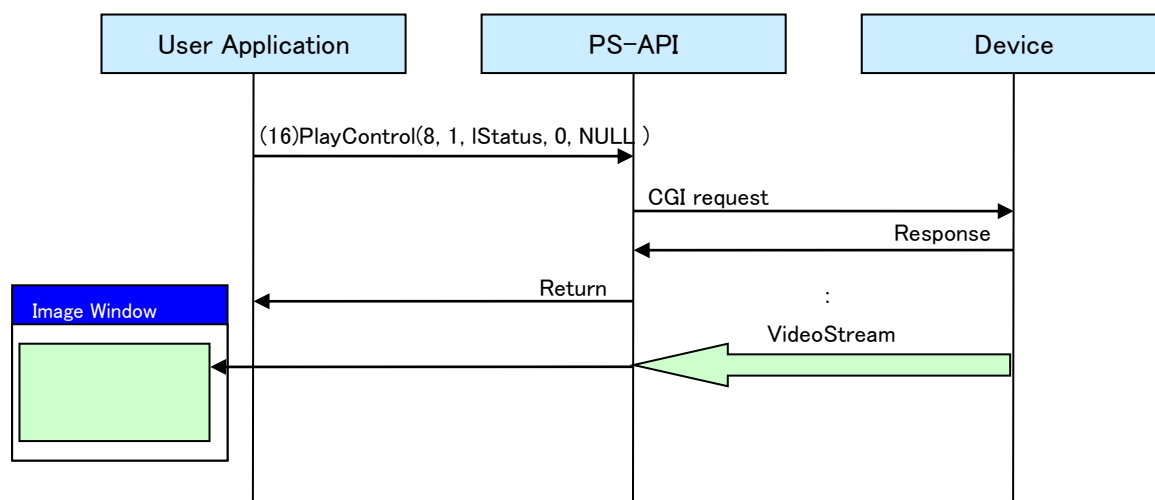 User Application
PS-API
Device
(16)PlayControl(8, 1, lStatus, 0, NULL )
CGI request
Response
Return
:
Image Window
VideoStream